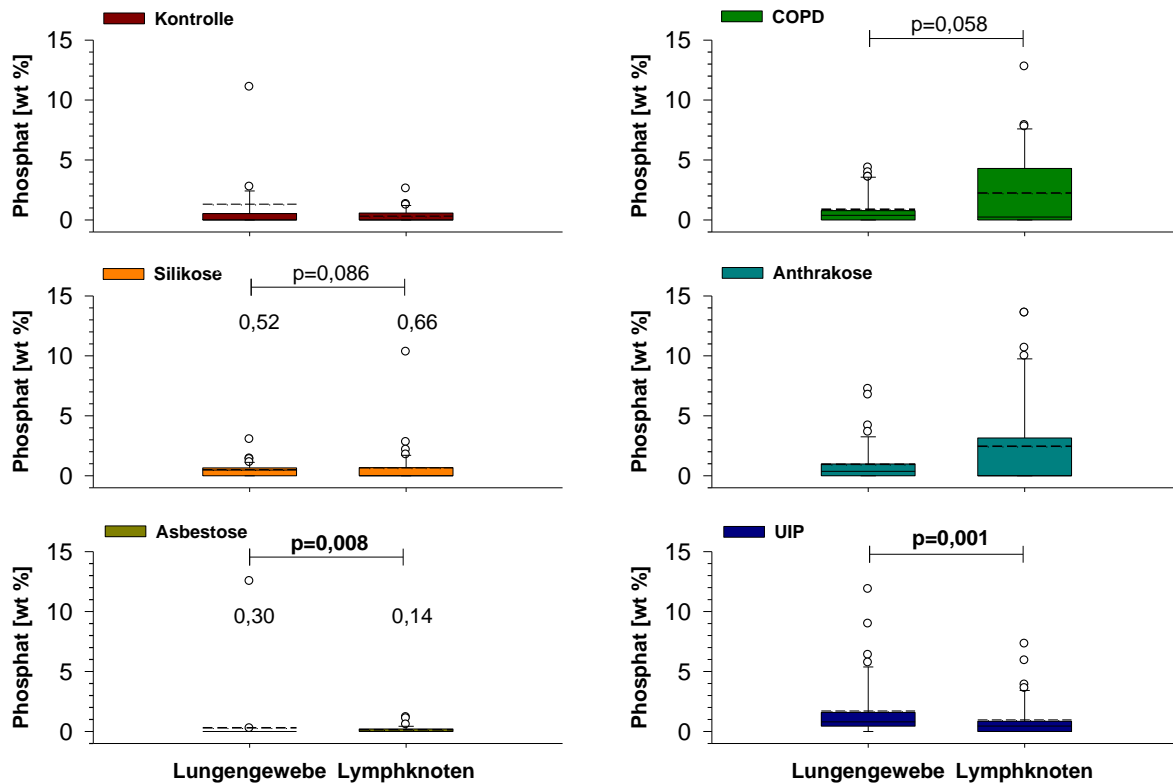 Kontrolle
15
10
5
0
Phosphat [wt %]
COPD
p=0,058
15
10
5
0
Phosphat [wt %]
Silikose
p=0,086
0,52 0,66
15
10
5
0
Phosphat [wt %]
Anthrakose
15
10
5
0
Phosphat [wt %]
Asbestose
p=0,008
0,30 0,14
15
10
5
0
Phosphat [wt %]
Lungengewebe Lymphknoten
UIP
p=0,001
15
10
5
0
Phosphat [wt %]
Lungengewebe Lymphknoten